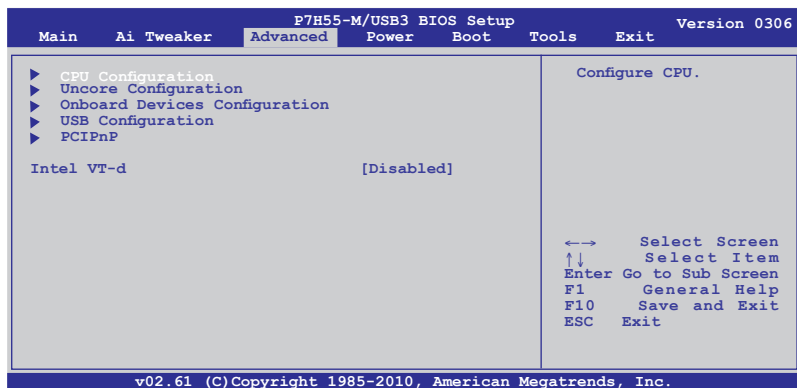 P7H55-M/USB3 BIOS Setup Version 0306
Main Ai Tweaker Advanced Power Boot Tools Exit
CPU Configuration
Uncore Configuration
Onboard Devices Configuration
USB Configuration
PCIPnP
Intel VT-d [Disabled]
Configure CPU.
←→ Select Screen
↑↓ Select Item
Enter Go to Sub Screen
F1 General Help
F10 Save and Exit
ESC Exit
v02.61 (C)Copyright 1985-2010, American Megatrends, Inc.